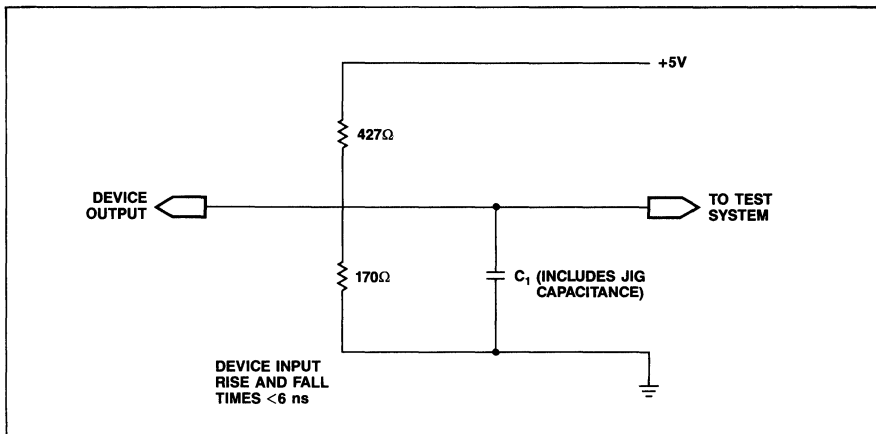 +5V
427Ω
DEVICE
OUTPUT
TO TEST
SYSTEM
170Ω
C₁ (INCLUDES JIG
CAPACITANCE)
DEVICE INPUT
RISE AND FALL
TIMES <6 ns